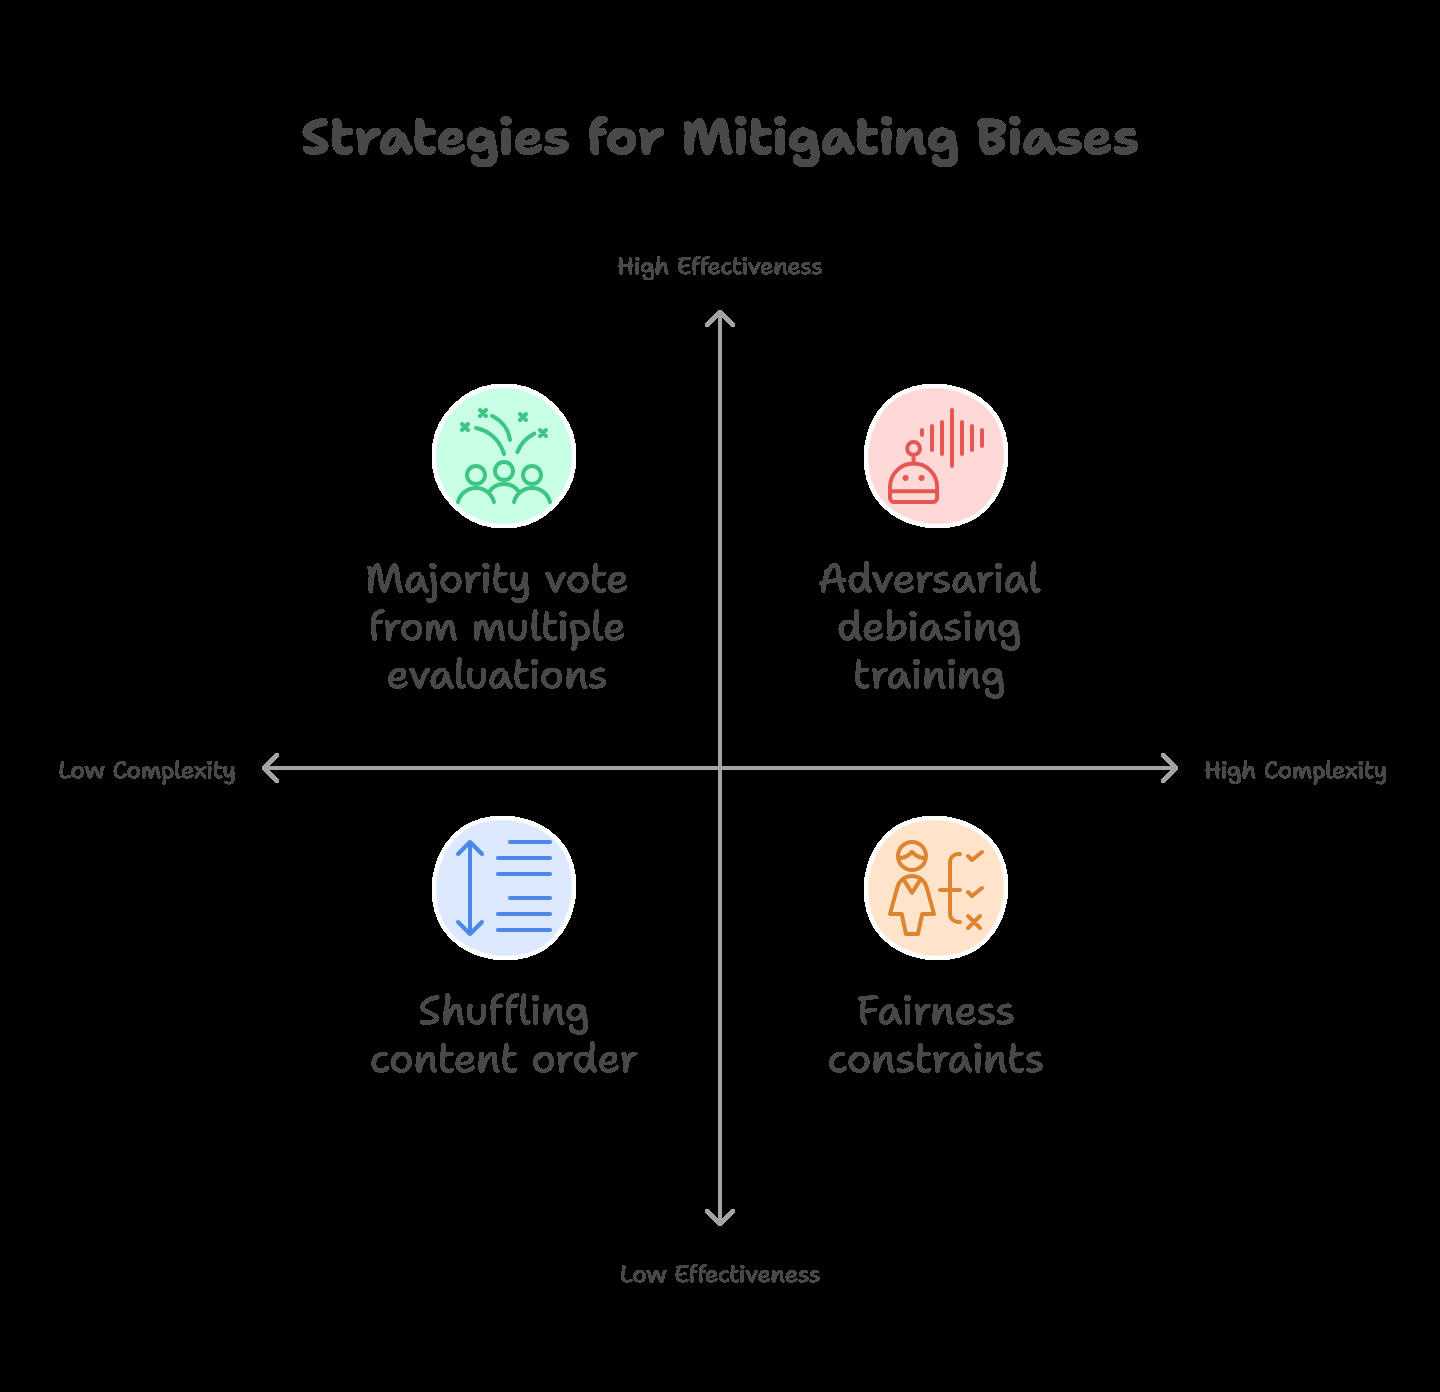 Strategies for Mitigating Biases
High Effectiveness
Majority vote
from multiple
evaluations
Adversarial
debiasing
training
Low Complexity
High Complexity
Shuffling
content order
Fairness
constraints
Low Effectiveness